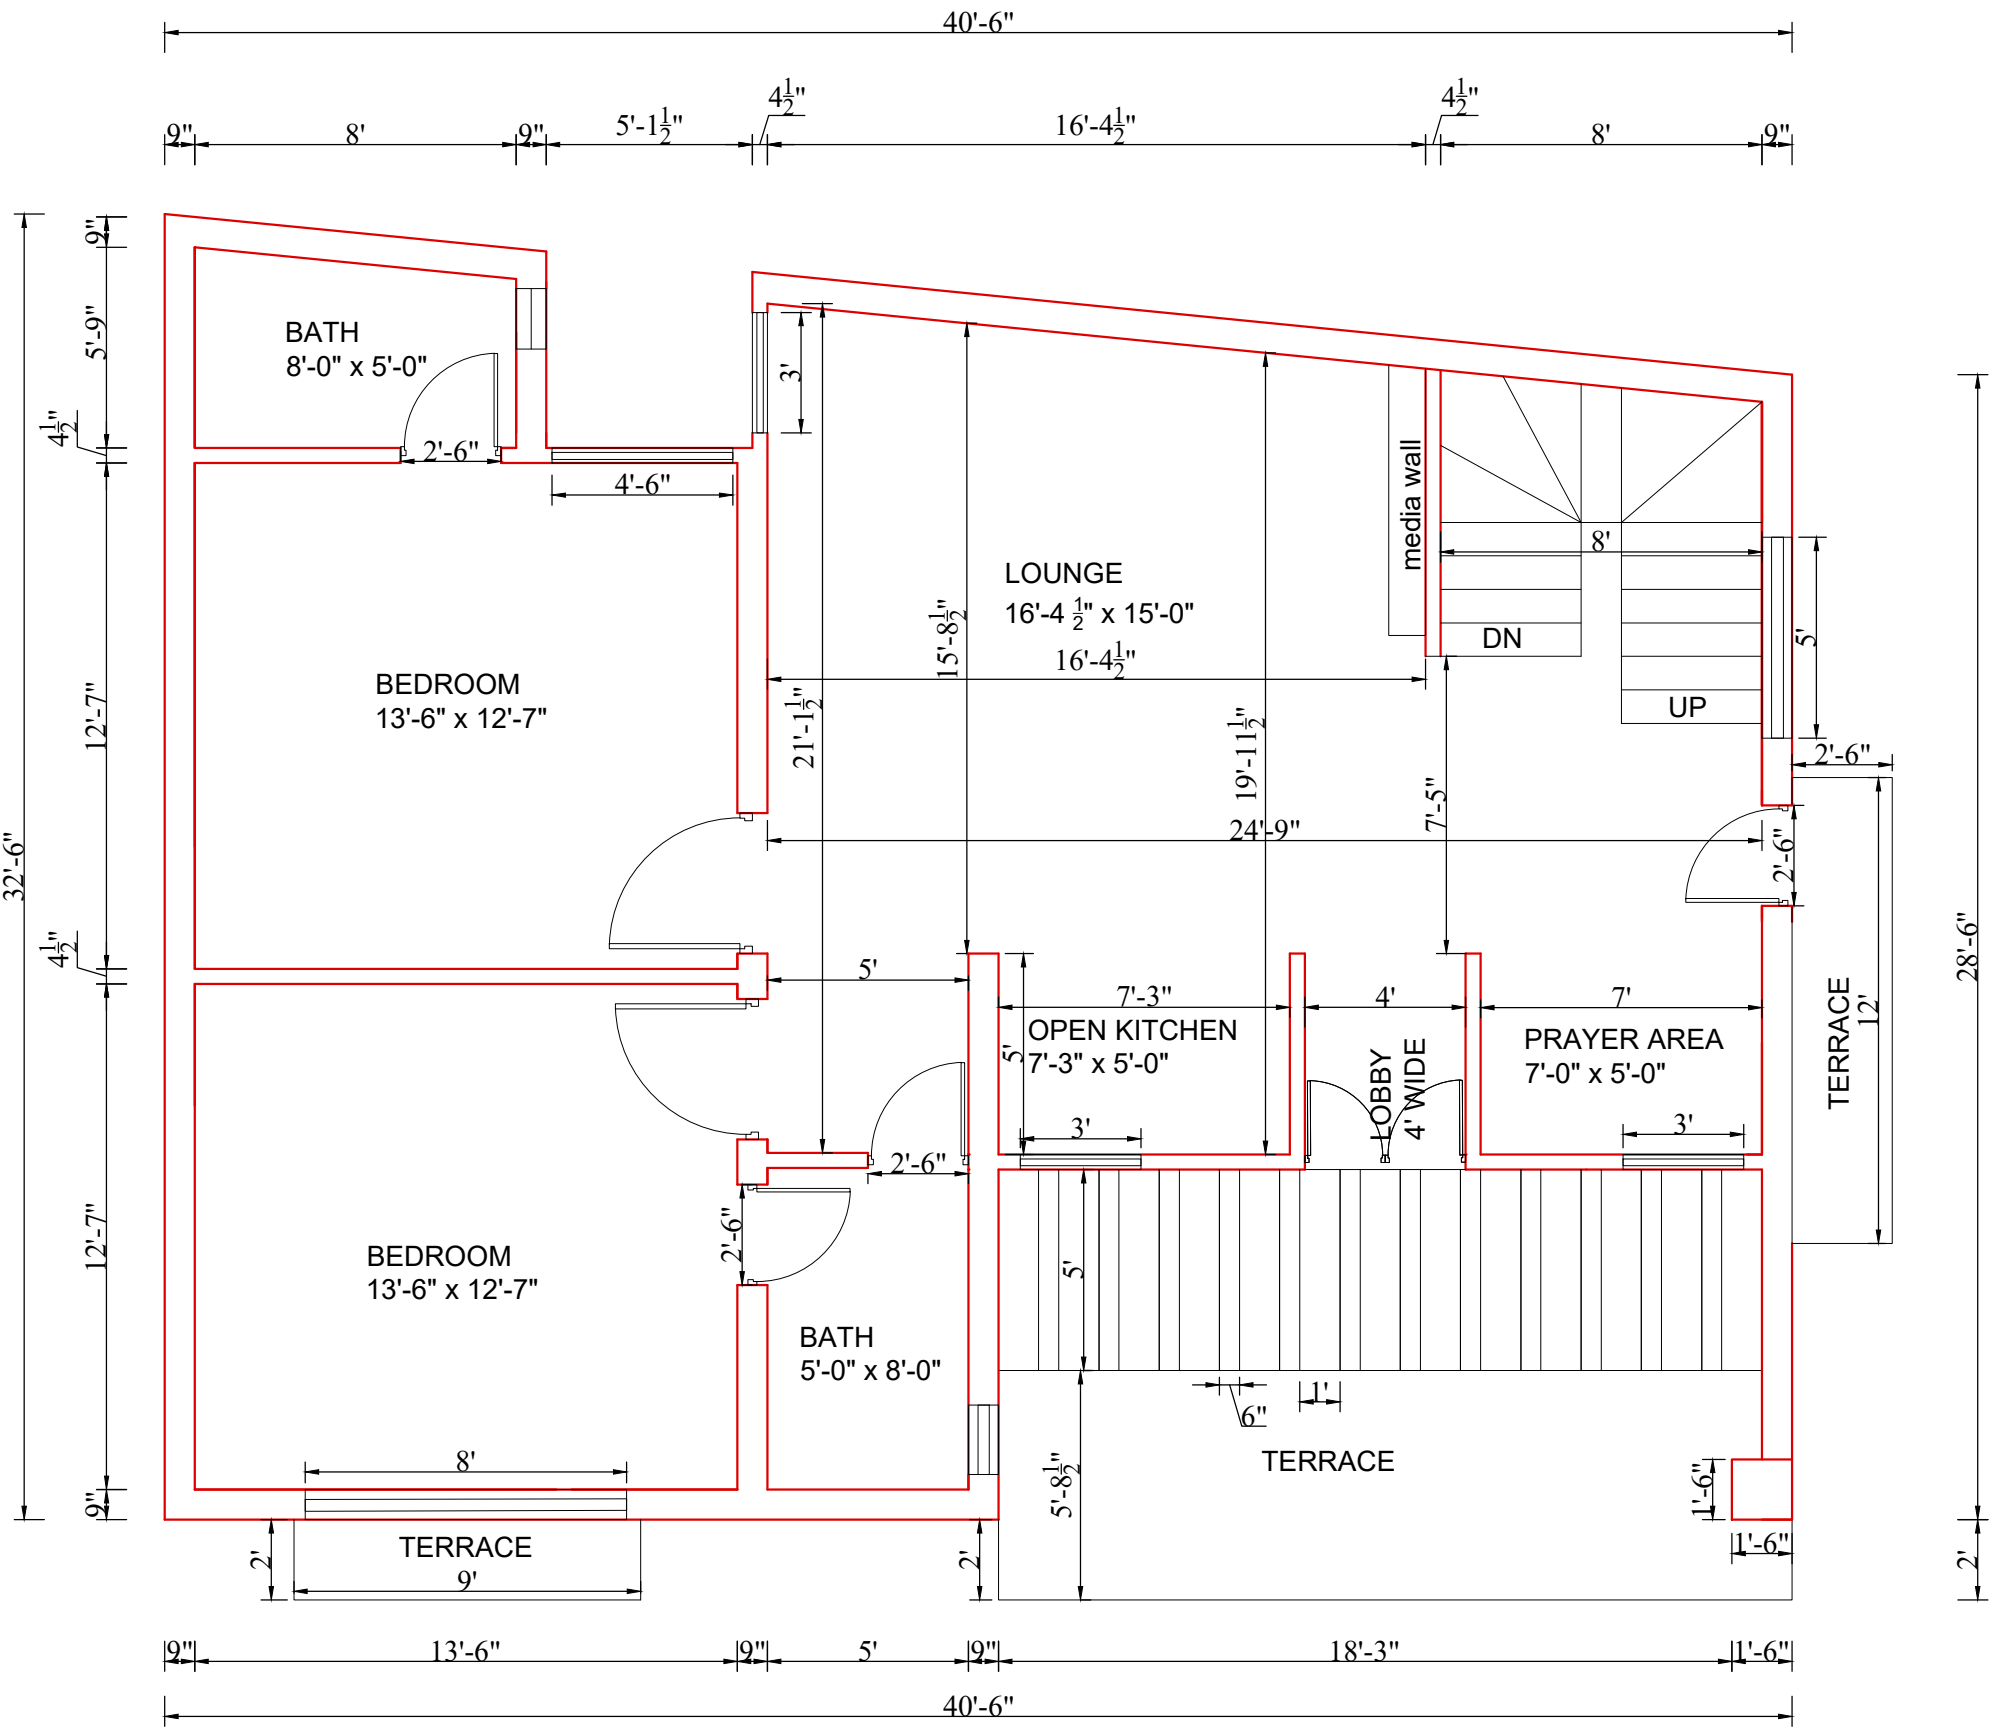 40'-6"
9"
8'
9"
5'-1½"
4½"
16'-4½"
4½"
8'
9"
9"
5'-9"
4½"
12'-7"
4½"
12'-7"
9"
32'-6"
BATH
8'-0" x 5'-0"
2'-6"
4'-6"
3'
BEDROOM
13'-6" x 12'-7"
21'-1½"
15'-8½"
LOUNGE
16'-4 ½" x 15'-0"
16'-4½"
19'-11½"
media wall
8'
DN
UP
5'
7'-5"
24'-9"
2'-6"
2'-6"
TERRACE
12'
28'-6"
2'
5'
7'-3"
OPEN KITCHEN
7'-3" x 5'-0"
5'
3'
4'
LOBBY
4' WIDE
7'
PRAYER AREA
7'-0" x 5'-0"
3'
2'-6"
2'-6"
BEDROOM
13'-6" x 12'-7"
BATH
5'-0" x 8'-0"
5'
6"
1'
TERRACE
5'-8½"
1'-6"
1'-6"
8'
TERRACE
9'
2'
2'
9"
13'-6"
9"
5'
9"
18'-3"
1'-6"
40'-6"